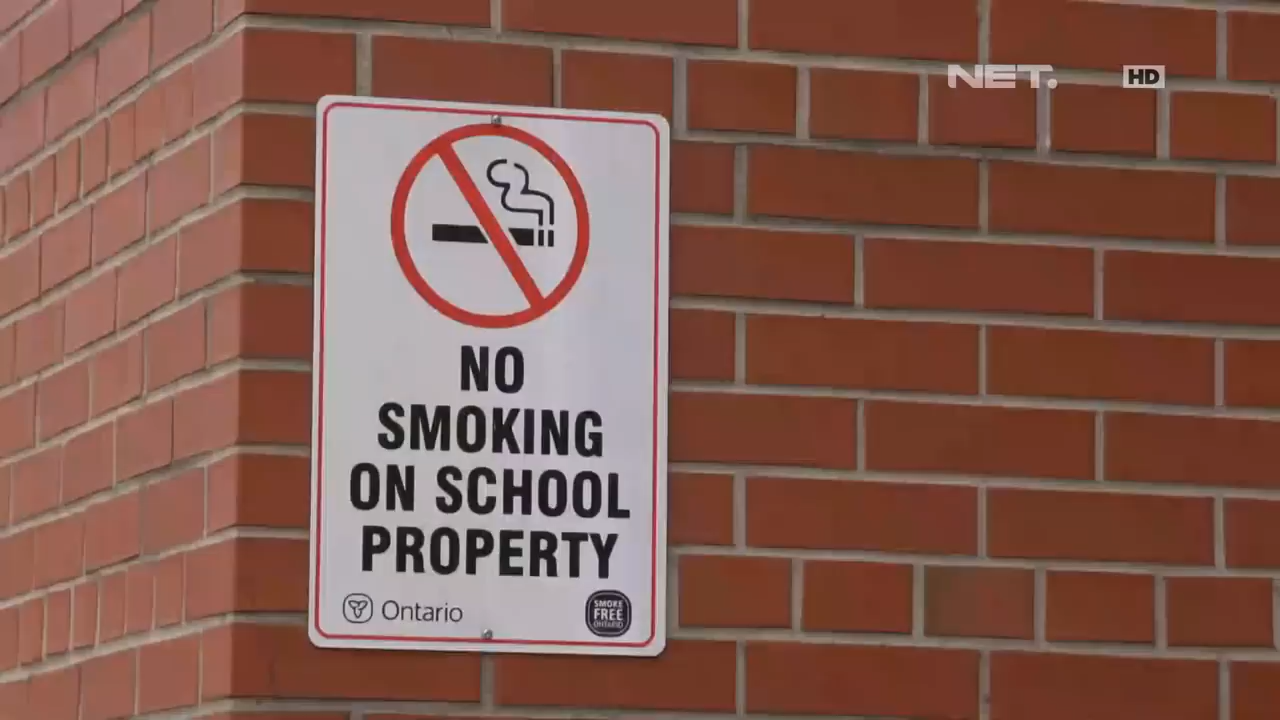 NET. HD
NO
SMOKING
ON SCHOOL
PROPERTY
Ontario
SMOKE
FREE
ONTARIO